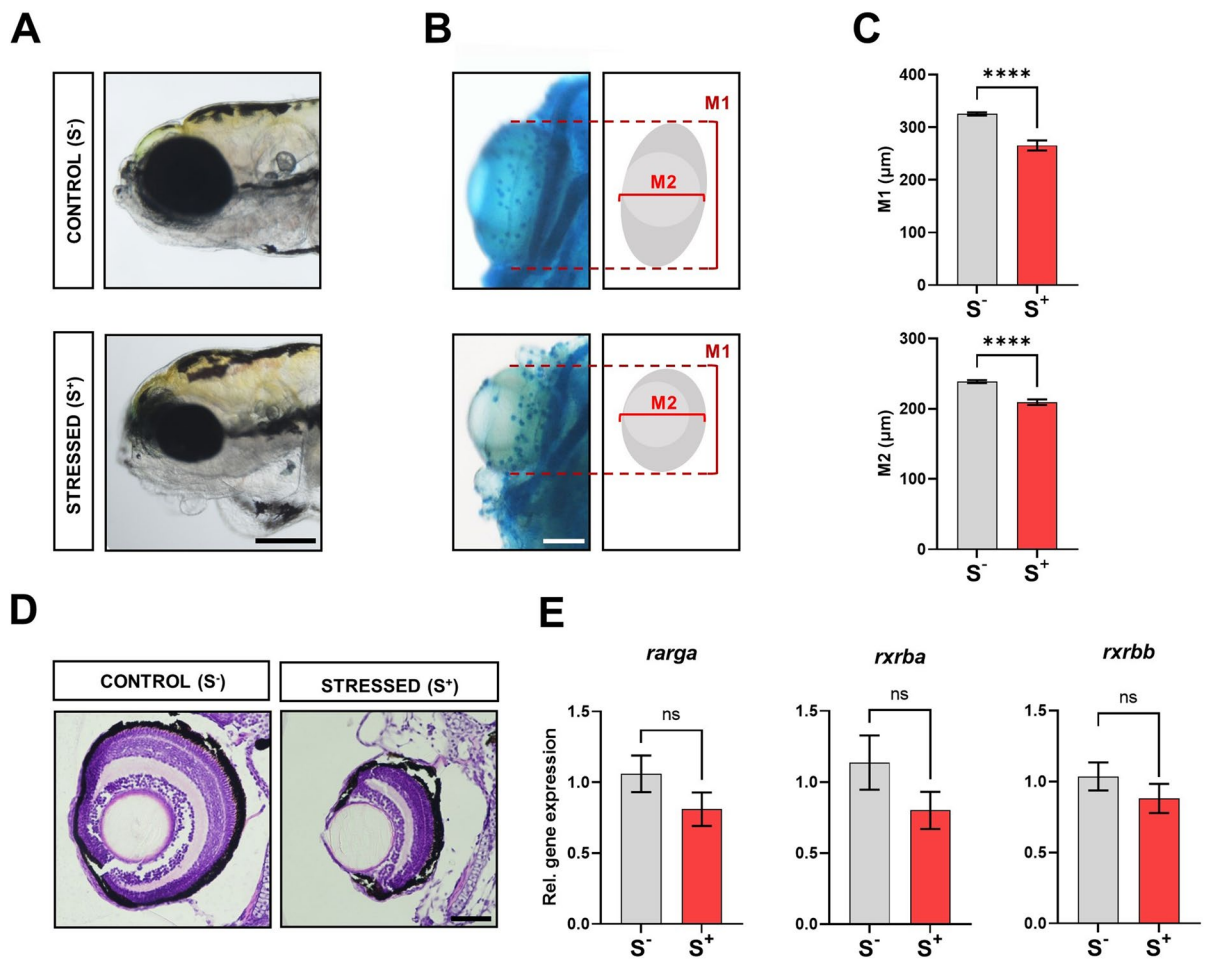 A
B
C
CONTROL (S-)
M1
M2
400
300
200
100
0
M1 (µm)
****
S-
S+
STRESSED (S+)
M1
M2
300
200
100
0
M2 (µm)
****
S-
S+
D
E
CONTROL (S-)
STRESSED (S+)
rarga
ns
1.5
1.0
0.5
0.0
Rel. gene expression
S-
S+
rxrba
ns
1.5
1.0
0.5
0.0
S-
S+
rxrbb
ns
1.5
1.0
0.5
0.0
S-
S+